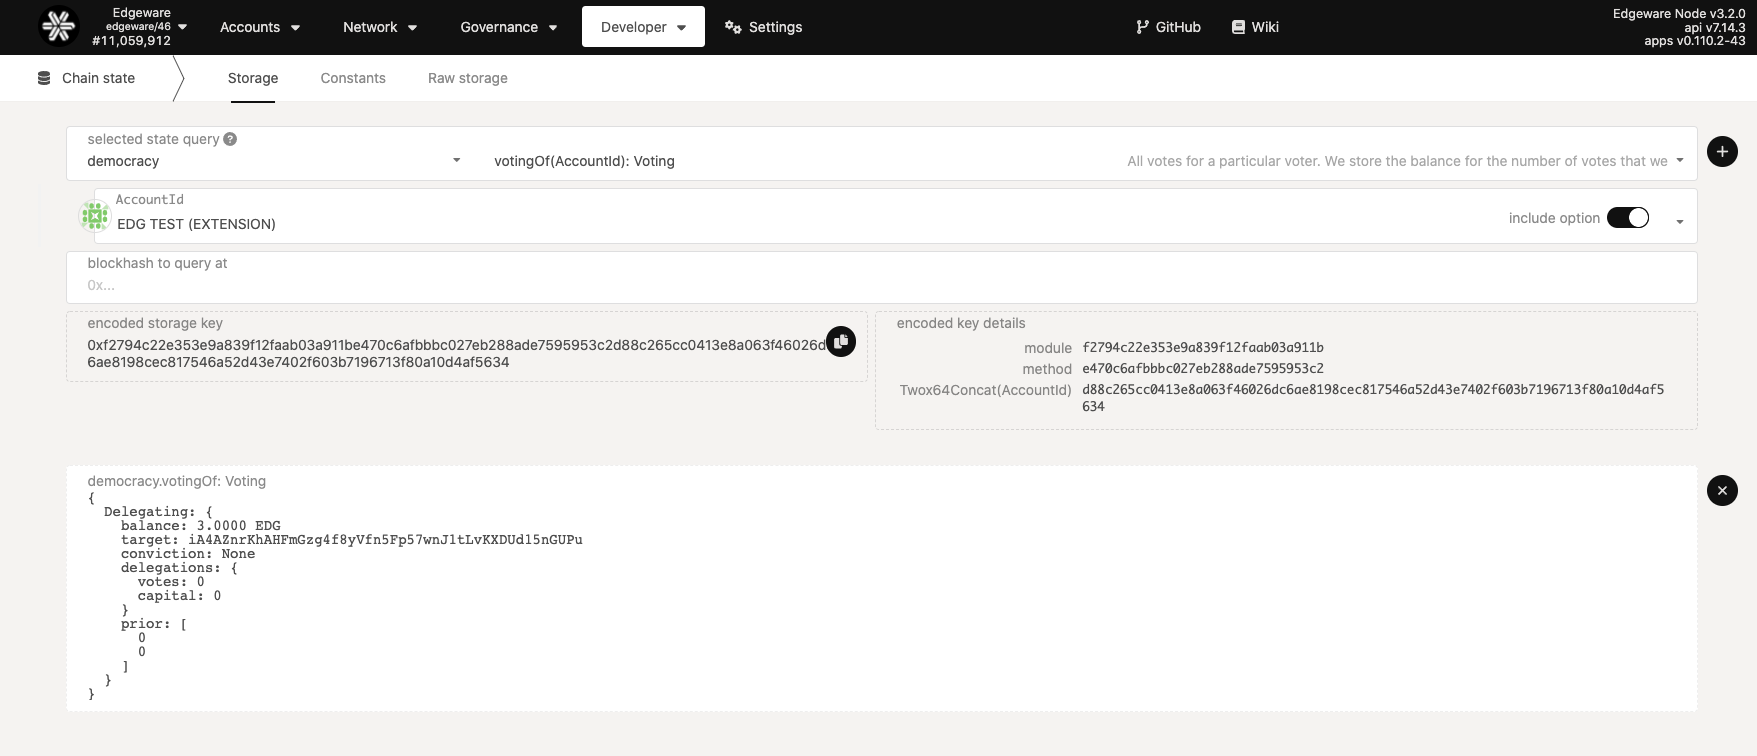 Edgeware
edgeware/46
#11,059,912
Accounts
Network
Governance
Developer
Settings
GitHub
Wiki
Edgeware Node v3.2.0
api v7.14.3
apps v0.110.2-43
Chain state
Storage
Constants
Raw storage
selected state query ?
democracy
votingOf(AccountId): Voting
All votes for a particular voter. We store the balance for the number of votes that we
AccountId
EDG TEST (EXTENSION)
include option
blockhash to query at
0x...
encoded storage key
0xf2794c22e353e9a839f12faab03a911be470c6afbbbc027eb288ade7595953c2d88c265cc0413e8a063f46026d
6ae8198cec817546a52d43e7402f603b7196713f80a10d4af5634
encoded key details
module f2794c22e353e9a839f12faab03a911b
method e470c6afbbbc027eb288ade7595953c2
Twox64Concat(AccountId) d88c265cc0413e8a063f46026dc6ae8198cec817546a52d43e7402f603b7196713f80a10d4af5
634
democracy.votingOf: Voting
{
Delegating: {
balance: 3.0000 EDG
target: iA4AZnrKhAHFmGzg4f8yVfn5Fp57wnJ1tLvKXDUd15nGUPu
conviction: None
delegations: {
votes: 0
capital: 0
}
prior: [
0
0
]
}
}